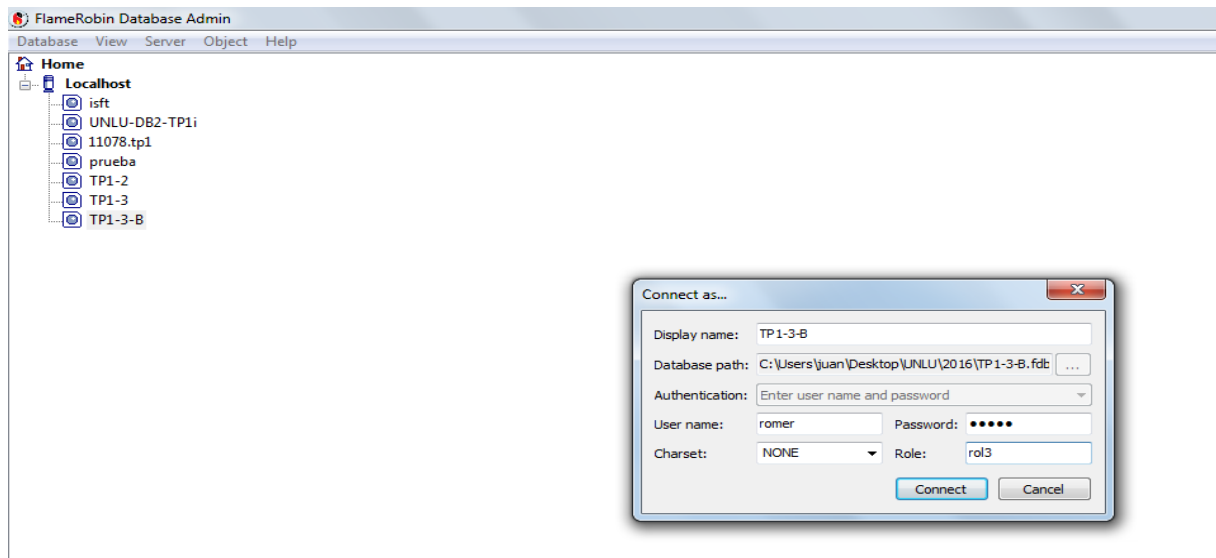 FlameRobin Database Admin
Database View Server Object Help
Home
Localhost
isft
UNLU-DB2-TP1i
11078.tp1
prueba
TP1-2
TP1-3
TP1-3-B
Connect as...
Display name: TP1-3-B
Database path: C:\Users\juan\Desktop\UNLU\2016\TP1-3-B.fdb ...
Authentication: Enter user name and password
User name: romer Password: ●●●●●
Charset: NONE Role: rol3
Connect Cancel